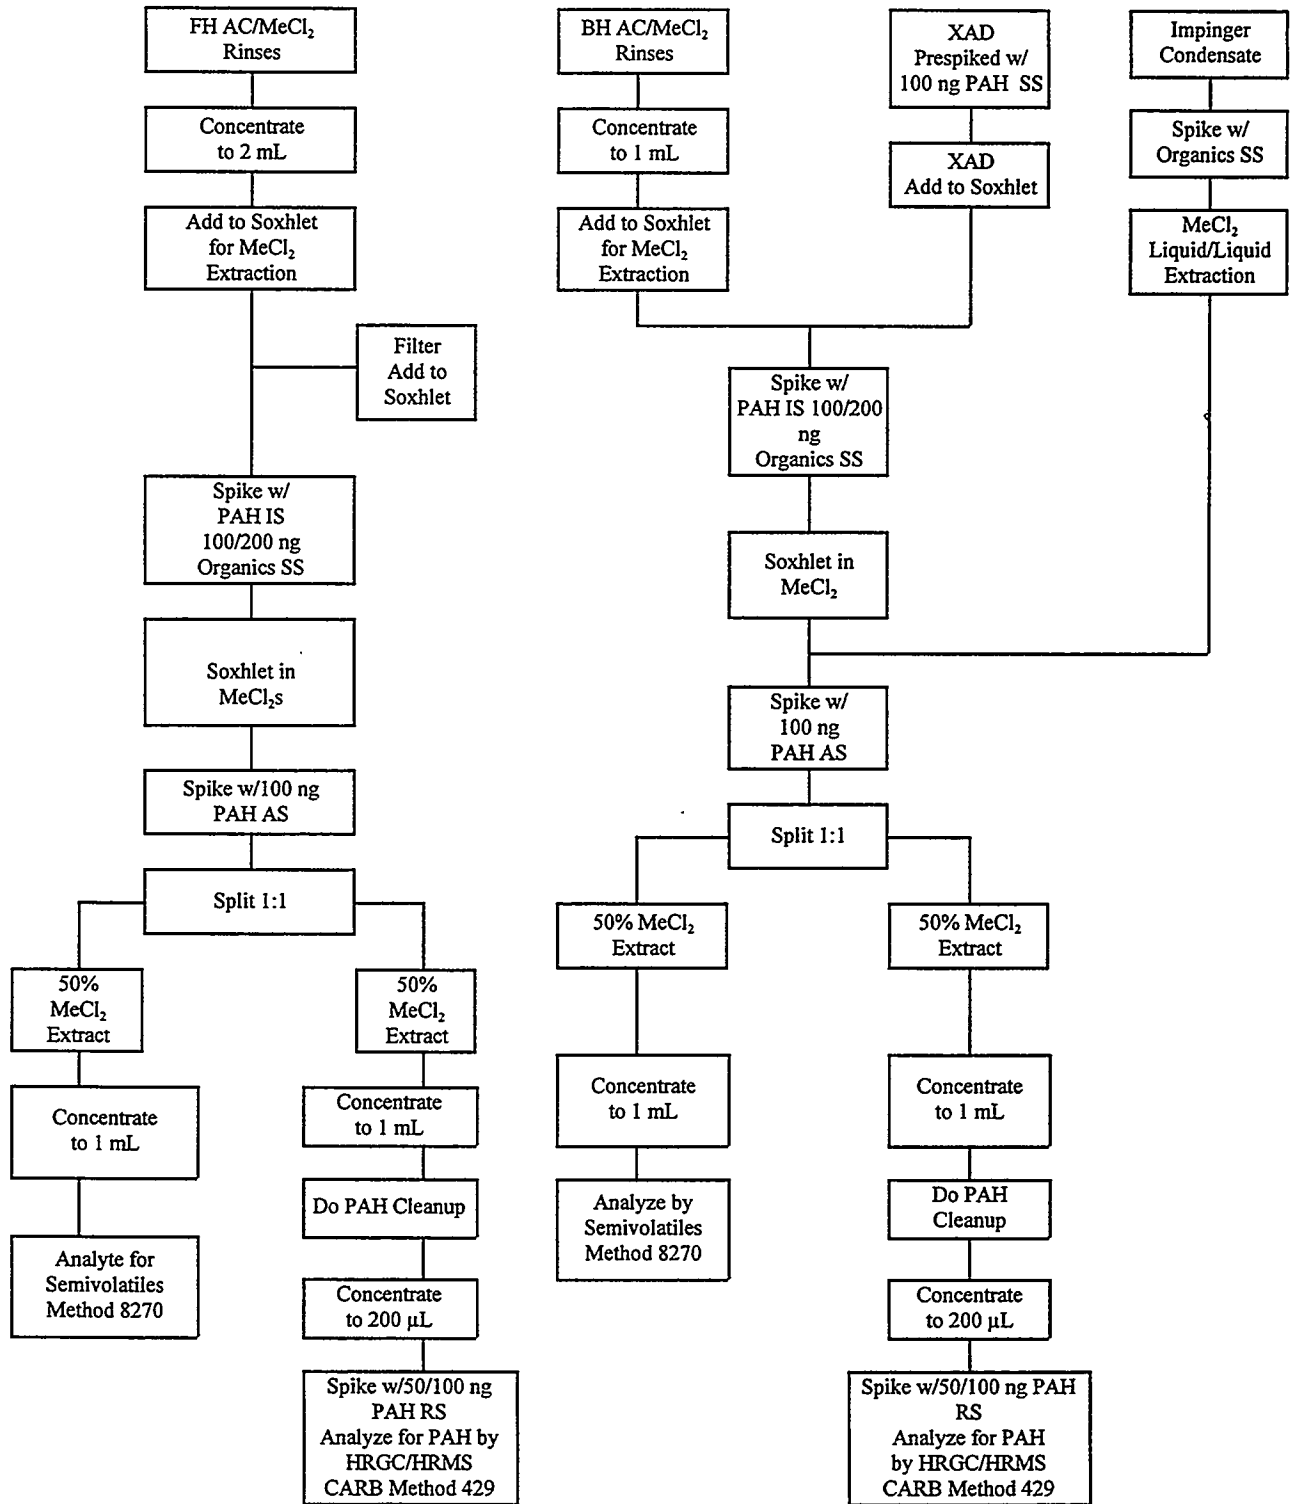 FH AC/MeCl₂
Rinses
Concentrate
to 2 mL
Add to Soxhlet
for MeCl₂
Extraction
Filter
Add to
Soxhlet
Spike w/
PAH IS
100/200 ng
Organics SS
Soxhlet in
MeCl₂s
Spike w/100 ng
PAH AS
Split 1:1
50%
MeCl₂
Extract
Concentrate
to 1 mL
Analyte for
Semivolatiles
Method 8270
50%
MeCl₂
Extract
Concentrate
to 1 mL
Do PAH Cleanup
Concentrate
to 200 µL
Spike w/50/100 ng
PAH RS
Analyze for PAH by
HRGC/HRMS
CARB Method 429
BH AC/MeCl₂
Rinses
Concentrate
to 1 mL
Add to Soxhlet
for MeCl₂
Extraction
XAD
Prespiked w/
100 ng PAH SS
XAD
Add to Soxhlet
Impinger
Condensate
Spike w/
Organics SS
MeCl₂
Liquid/Liquid
Extraction
Spike w/
PAH IS 100/200
ng
Organics SS
Soxhlet in
MeCl₂
Spike w/
100 ng
PAH AS
Split 1:1
50% MeCl₂
Extract
Concentrate
to 1 mL
Analyze by
Semivolatiles
Method 8270
50% MeCl₂
Extract
Concentrate
to 1 mL
Do PAH
Cleanup
Concentrate
to 200 µL
Spike w/50/100 ng PAH
RS
Analyze for PAH
by HRGC/HRMS
CARB Method 429